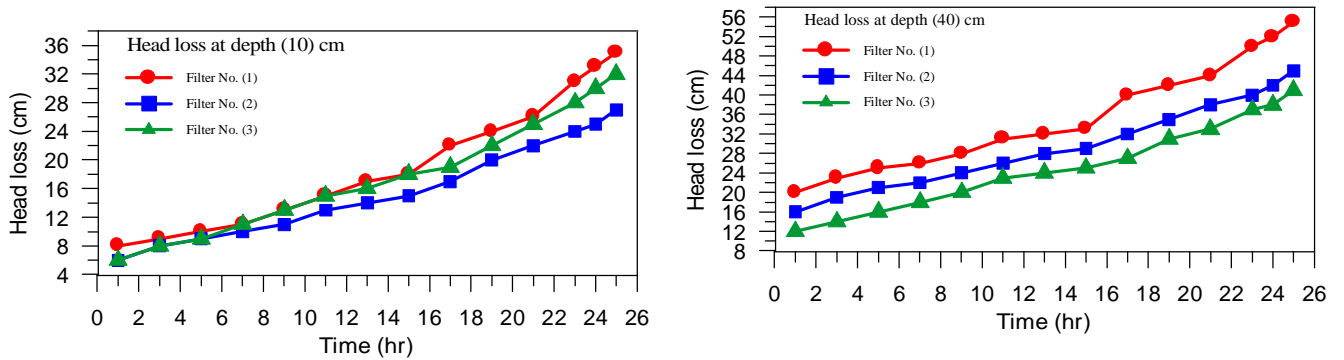 Head loss at depth (10) cm
Filter No. (1)
Filter No. (2)
Filter No. (3)
Head loss (cm)
36
32
28
24
20
16
12
8
4
0 2 4 6 8 10 12 14 16 18 20 22 24 26
Time (hr)
Head loss at depth (40) cm
Filter No. (1)
Filter No. (2)
Filter No. (3)
Head loss (cm)
56
52
48
44
40
36
32
28
24
20
16
12
8
0 2 4 6 8 10 12 14 16 18 20 22 24 26
Time (hr)